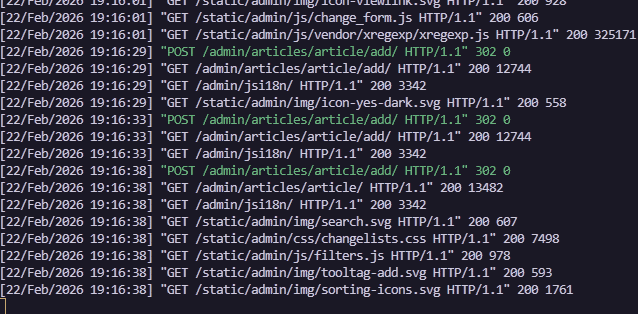 [22/Feb/2026 19:16:01] "GET /static/admin/img/icon-viewlink.svg HTTP/1.1" 200 928
[22/Feb/2026 19:16:01] "GET /static/admin/js/change_form.js HTTP/1.1" 200 606
[22/Feb/2026 19:16:01] "GET /static/admin/js/vendor/xregexp/xregexp.js HTTP/1.1" 200 325171
[22/Feb/2026 19:16:29] "POST /admin/articles/article/add/ HTTP/1.1" 302 0
[22/Feb/2026 19:16:29] "GET /admin/articles/article/add/ HTTP/1.1" 200 12744
[22/Feb/2026 19:16:29] "GET /admin/jsi18n/ HTTP/1.1" 200 3342
[22/Feb/2026 19:16:29] "GET /static/admin/img/icon-yes-dark.svg HTTP/1.1" 200 558
[22/Feb/2026 19:16:33] "POST /admin/articles/article/add/ HTTP/1.1" 302 0
[22/Feb/2026 19:16:33] "GET /admin/articles/article/add/ HTTP/1.1" 200 12744
[22/Feb/2026 19:16:33] "GET /admin/jsi18n/ HTTP/1.1" 200 3342
[22/Feb/2026 19:16:38] "POST /admin/articles/article/add/ HTTP/1.1" 302 0
[22/Feb/2026 19:16:38] "GET /admin/articles/article/ HTTP/1.1" 200 13482
[22/Feb/2026 19:16:38] "GET /admin/jsi18n/ HTTP/1.1" 200 3342
[22/Feb/2026 19:16:38] "GET /static/admin/img/search.svg HTTP/1.1" 200 607
[22/Feb/2026 19:16:38] "GET /static/admin/css/changelists.css HTTP/1.1" 200 7498
[22/Feb/2026 19:16:38] "GET /static/admin/js/filters.js HTTP/1.1" 200 978
[22/Feb/2026 19:16:38] "GET /static/admin/img/tooltag-add.svg HTTP/1.1" 200 593
[22/Feb/2026 19:16:38] "GET /static/admin/img/sorting-icons.svg HTTP/1.1" 200 1761